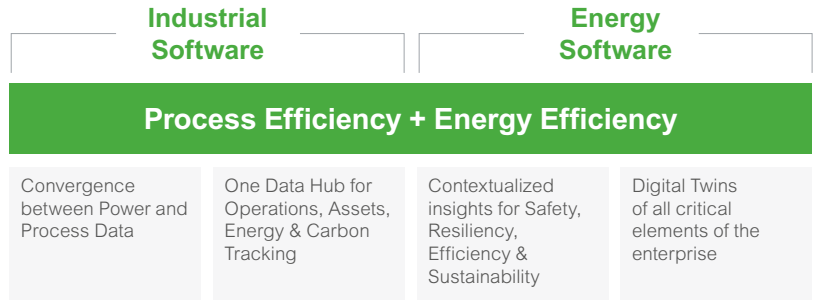 Industrial
Software
Energy
Software
Process Efficiency + Energy Efficiency
Convergence
between Power and
Process Data
One Data Hub for
Operations, Assets,
Energy & Carbon
Tracking
Contextualized
insights for Safety,
Resiliency,
Efficiency &
Sustainability
Digital Twins
of all critical
elements of the
enterprise